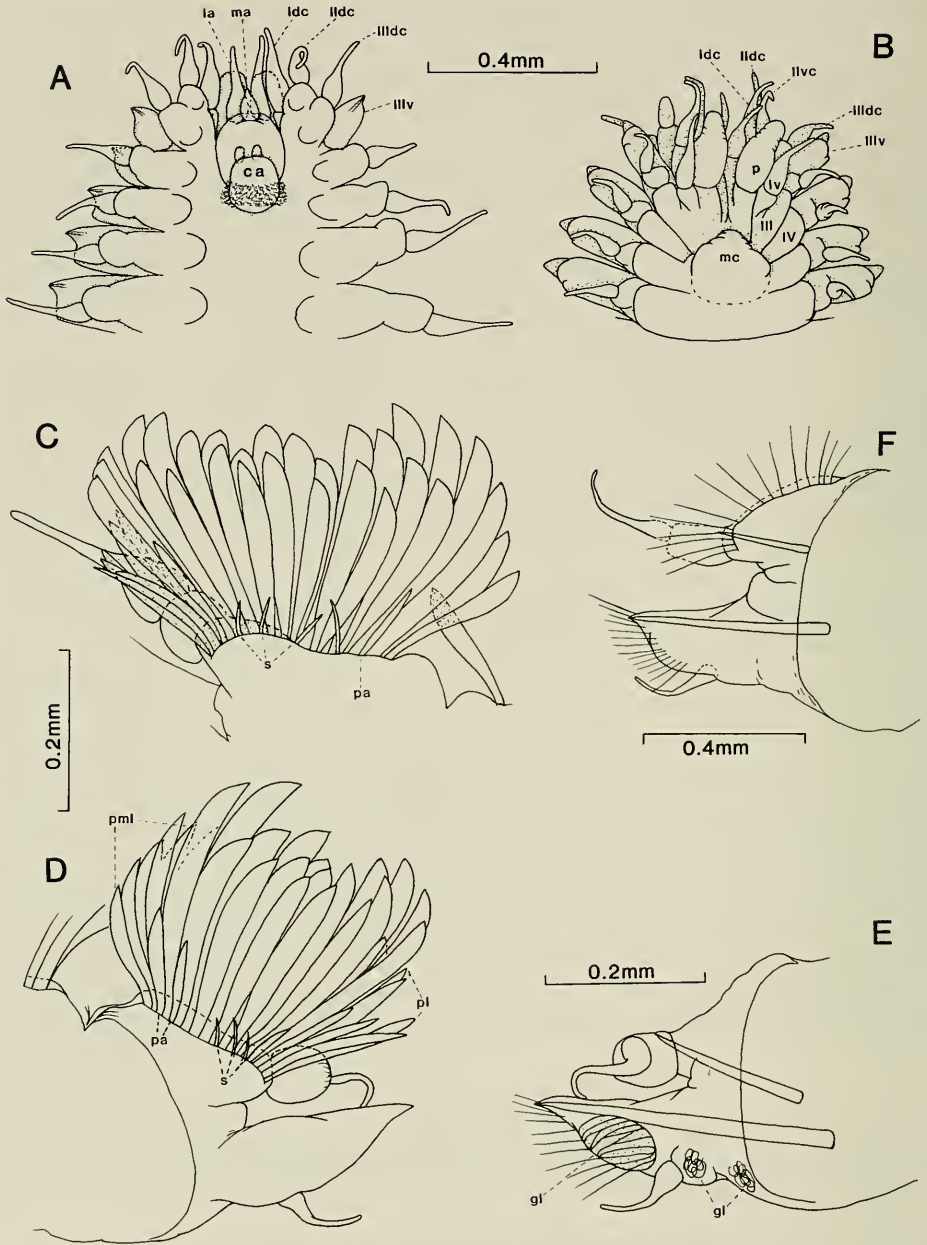 A
la ma Idc IIdc IIIdc
IIIv
ca
0.4mm
B
Idc IIdc IIvc
IIIdc
IIIv
p
Iv
III IV
mc
C
s
pa
0.2mm
F
0.4mm
D
pml
pl
pa
s
E
0.2mm
gl
gl